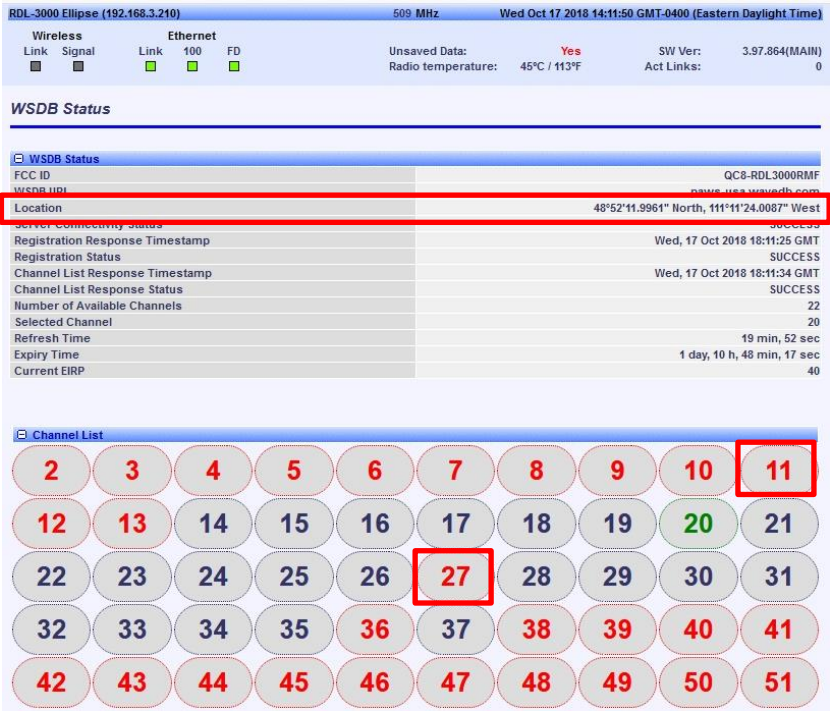 RDL-3000 Ellipse (192.168.3.210) 509 MHz Wed Oct 17 2018 14:11:50 GMT-0400 (Eastern Daylight Time)
Wireless Ethernet
Link Signal Link 100 FD Unsaved Data: Yes SW Ver: 3.97.864(MAIN)
Radio temperature: 45°C / 113°F Act Links: 0
WSDB Status
WSDB Status
FCC ID QC8-RDL3000RMF
WSDB URL paws-usa.wavedb.com
Location 48°52'11.9961" North, 111°11'24.0087" West
Server Connectivity Status SUCCESS
Registration Response Timestamp Wed, 17 Oct 2018 18:11:25 GMT
Registration Status SUCCESS
Channel List Response Timestamp Wed, 17 Oct 2018 18:11:34 GMT
Channel List Response Status SUCCESS
Number of Available Channels 22
Selected Channel 20
Refresh Time 19 min, 52 sec
Expiry Time 1 day, 10 h, 48 min, 17 sec
Current EIRP 40
Channel List
2 3 4 5 6 7 8 9 10 11
12 13 14 15 16 17 18 19 20 21
22 23 24 25 26 27 28 29 30 31
32 33 34 35 36 37 38 39 40 41
42 43 44 45 46 47 48 49 50 51